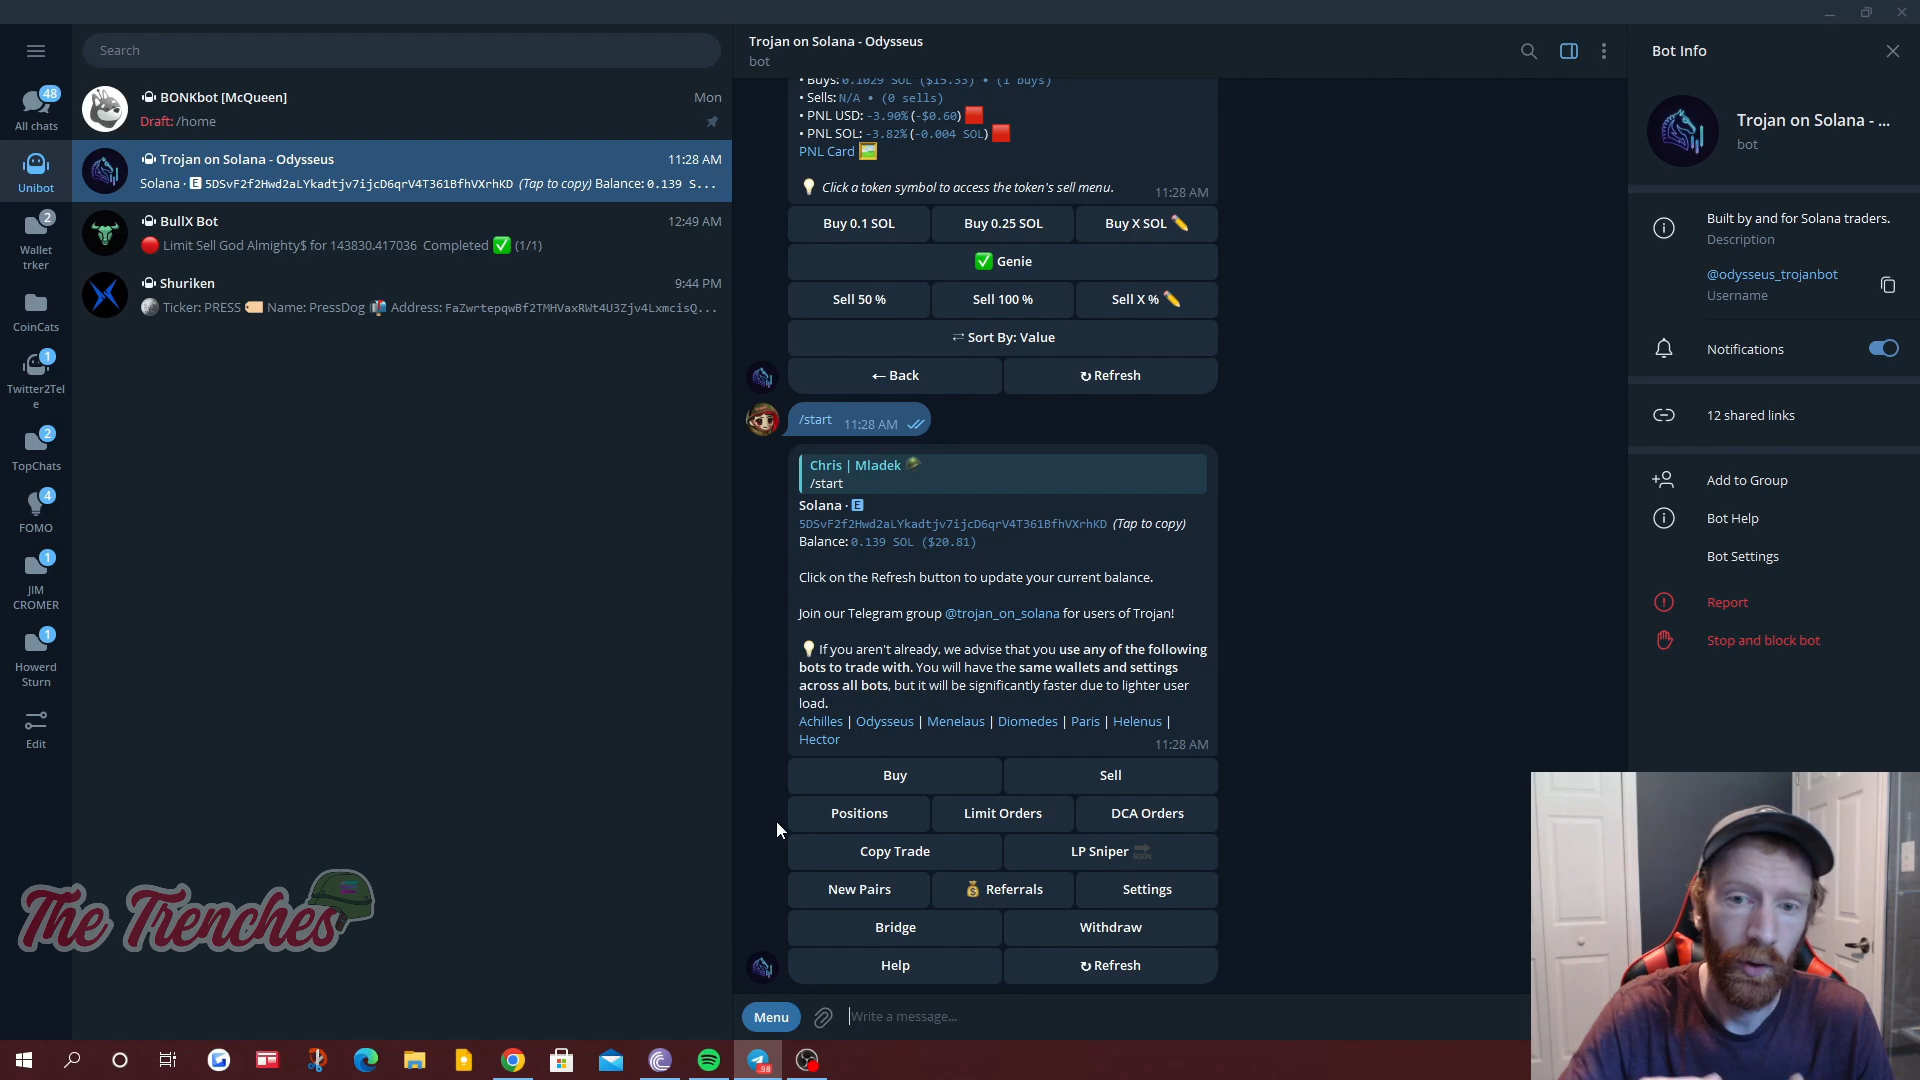 Search
48
All chats
Unibot
2
Wallet
trker
CoinCats
1
Twitter2Tel
e
2
TopChats
4
FOMO
1
JIM
CROMER
1
Howerd
Sturn
Edit
BONKbot [McQueen]
Mon
Draft: /home
Trojan on Solana - Odysseus
11:28 AM
Solana · E 5DSvF2f2Hwd2aLYkadtjv7ijcD6qrV4T361BfhVXrhKD (Tap to copy) Balance: 0.139 S...
BullX Bot
12:49 AM
Limit Sell God Almighty$ for 143830.417036 Completed (1/1)
Shuriken
9:44 PM
Ticker: PRESS Name: PressDog Address: FaZwrtepqwBf2TMHVaxRWt4U3Zjv4LxmcisQ...
The Trenches
Trojan on Solana - Odysseus
bot
• Buys: 0.1029 SOL ($15.33) • (1 buys)
• Sells: N/A • (0 sells)
• PNL USD: -3.90% (-$0.60)
• PNL SOL: -3.82% (-0.004 SOL)
PNL Card
Click a token symbol to access the token's sell menu.
11:28 AM
Buy 0.1 SOL
Buy 0.25 SOL
Buy X SOL
Genie
Sell 50 %
Sell 100 %
Sell X %
⇄ Sort By: Value
← Back
↻ Refresh
/start
11:28 AM
Chris | Mladek
/start
Solana · E
5DSvF2f2Hwd2aLYkadtjv7ijcD6qrV4T361BfhVXrhKD (Tap to copy)
Balance: 0.139 SOL ($20.81)
Click on the Refresh button to update your current balance.
Join our Telegram group @trojan_on_solana for users of Trojan!
If you aren't already, we advise that you use any of the following
bots to trade with. You will have the same wallets and settings
across all bots, but it will be significantly faster due to lighter user
load.
Achilles | Odysseus | Menelaus | Diomedes | Paris | Helenus |
Hector
11:28 AM
Buy
Sell
Positions
Limit Orders
DCA Orders
Copy Trade
LP Sniper SOON
New Pairs
Referrals
Settings
Bridge
Withdraw
Help
↻ Refresh
Menu
Write a message...
Bot Info
Trojan on Solana - ...
bot
Built by and for Solana traders.
Description
@odysseus_trojanbot
Username
Notifications
12 shared links
Add to Group
Bot Help
Bot Settings
Report
Stop and block bot
.98